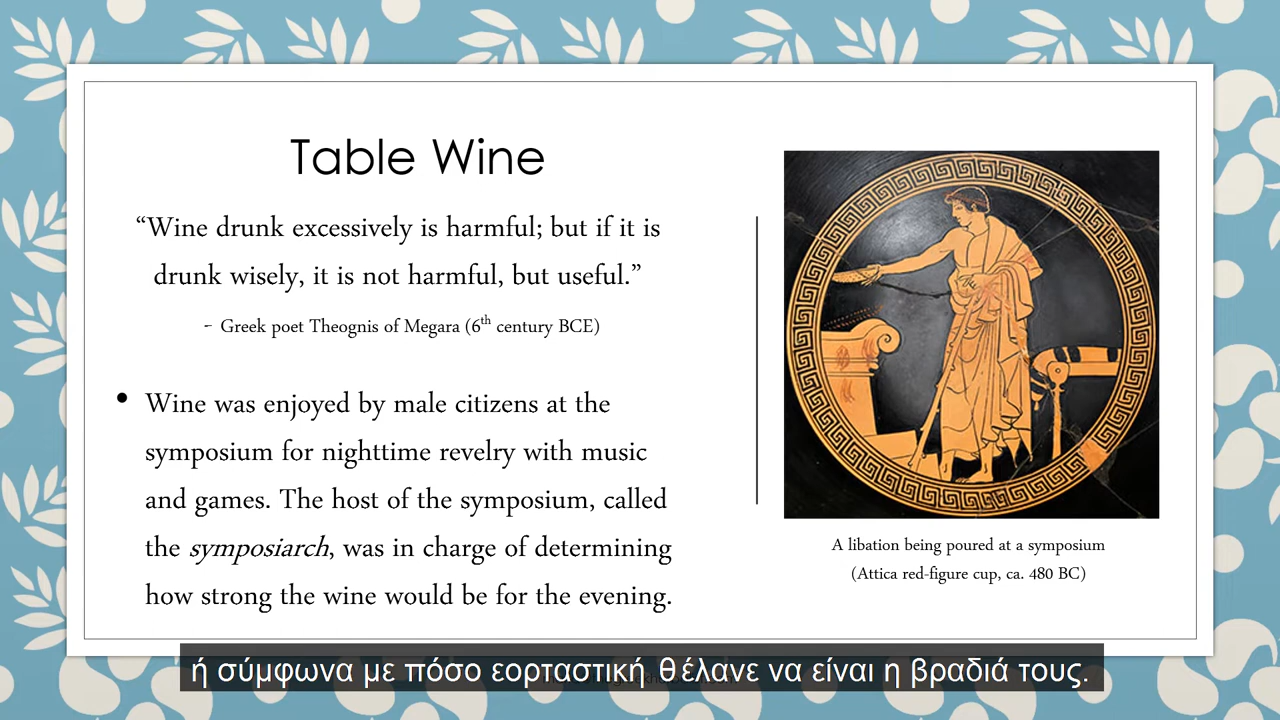 Table Wine
“Wine drunk excessively is harmful; but if it is
drunk wisely, it is not harmful, but useful.”
- Greek poet Theognis of Megara (6th century BCE)
• Wine was enjoyed by male citizens at the
symposium for nighttime revelry with music
and games. The host of the symposium, called
the symposiarch, was in charge of determining
how strong the wine would be for the evening.
A libation being poured at a symposium
(Attica red-figure cup, ca. 480 BC)
ή σύμφωνα με πόσο εορταστική θέλανε να είναι η βραδιά τους.